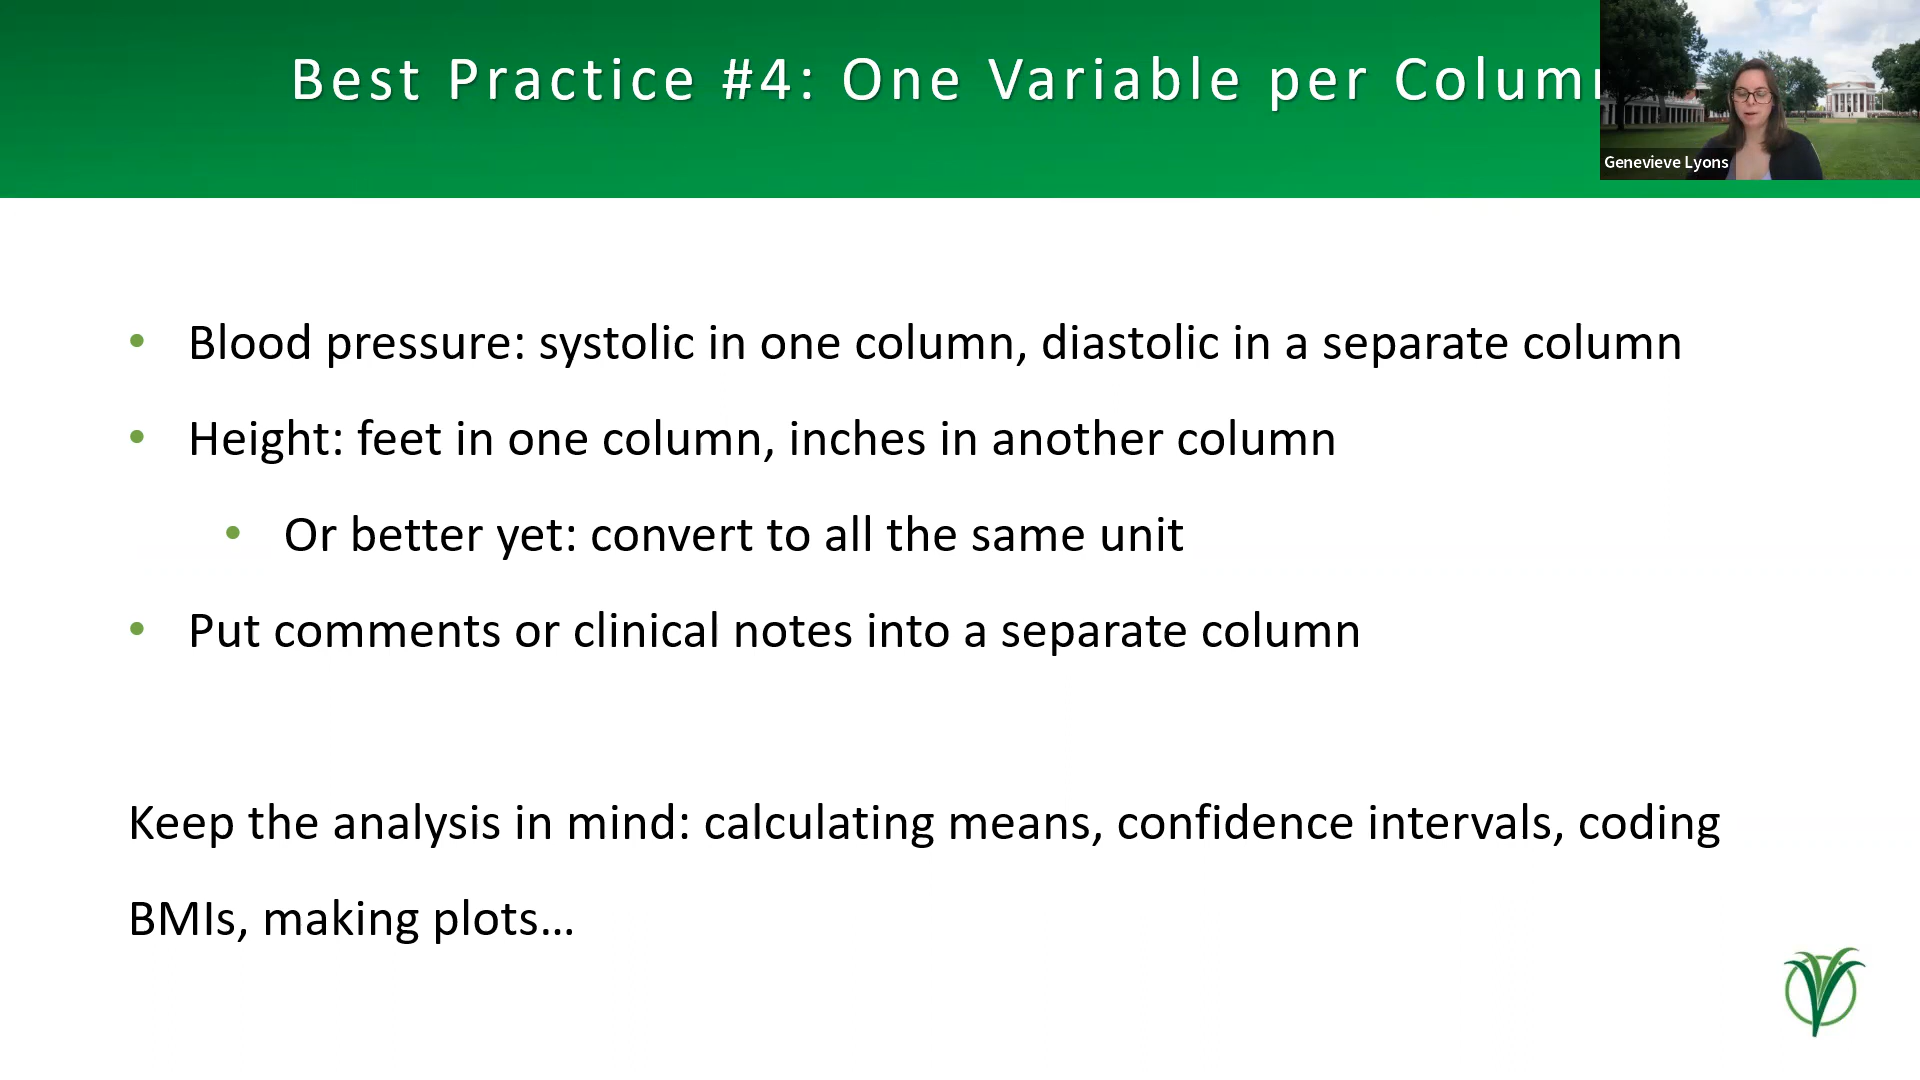 Best Practice #4: One Variable per Colum
Genevieve Lyons
• Blood pressure: systolic in one column, diastolic in a separate column
• Height: feet in one column, inches in another column
• Or better yet: convert to all the same unit
• Put comments or clinical notes into a separate column
Keep the analysis in mind: calculating means, confidence intervals, coding
BMIs, making plots…